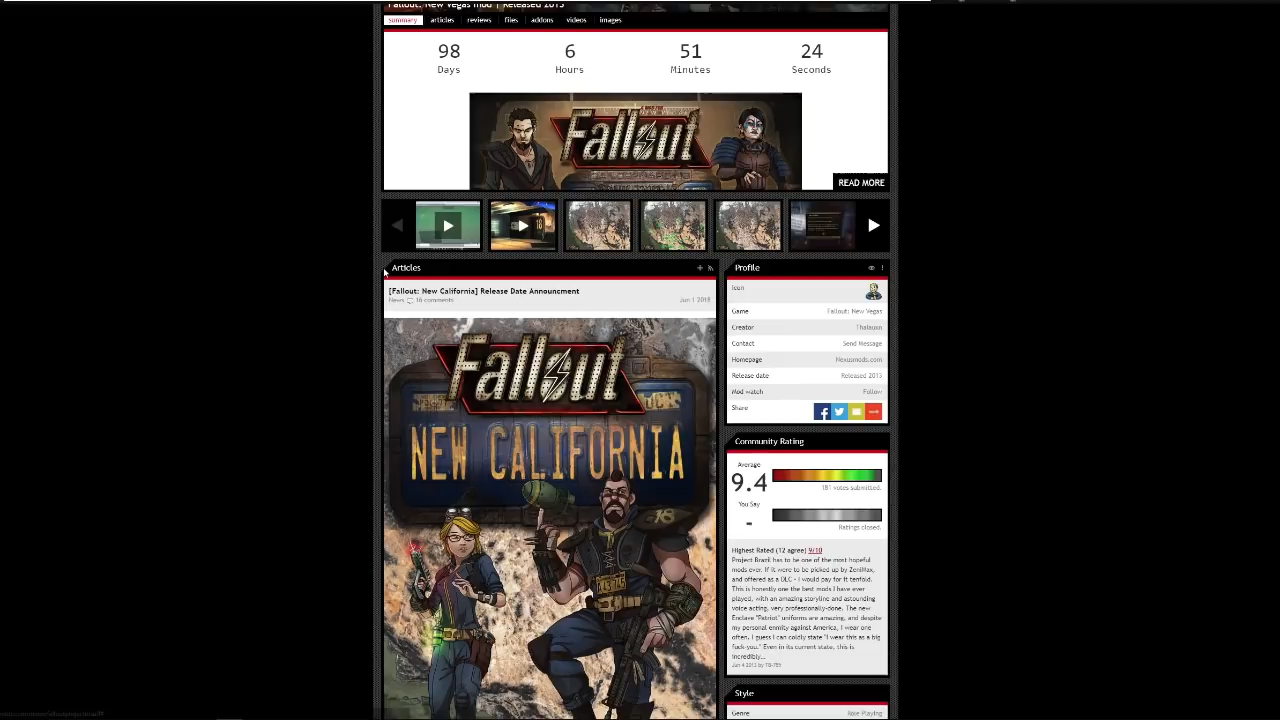 Fallout: New Vegas mod | Released 2013
summary articles reviews files addons videos images
98 6 51 24
Days Hours Minutes Seconds
Fallout
READ MORE
Articles
[Fallout: New California] Release Date Announcment
News 16 comments Jun 1 2018
Fallout
NEW CALIFORNIA
Profile
Icon
Game Fallout: New Vegas
Creator Thalauan
Contact Send Message
Homepage Nexusmods.com
Release date Released 2013
Mod watch Follow
Share
Community Rating
Average
9.4
181 votes submitted.
You Say
-
Ratings closed.
Highest Rated (12 agree) 9/10
Project Brazil has to be one of the most hopeful
mods ever. If it were to be picked up by ZeniMax,
and offered as a DLC - I would pay for it tenfold.
This is honestly one the best mods I have ever
played, with an amazing storyline and astounding
voice acting, very professionally-done. The new
Enclave "Patriot" uniforms are amazing, and despite
my personal enmity against America, I wear one
often. I guess I can coldly state "I wear this as a big
fuck-you." Even in its current state, this is
incredibly...
Jun 4 2013 by
Style
Genre Role Playing